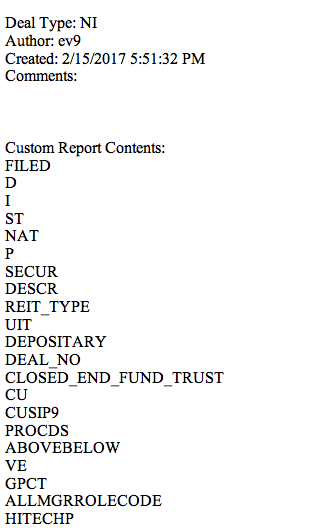 Deal Type: NI
Author: ev9
Created: 2/15/2017 5:51:32 PM
Comments:
Custom Report Contents:
FILED
D
I
ST
NAT
P
SECUR
DESCR
REIT_TYPE
UIT
DEPOSITARY
DEAL_NO
CLOSED_END_FUND_TRUST
CU
CUSIP9
PROCDS
ABOVEBELOW
VE
GPCT
ALLMGRROLECODE
HITECHP